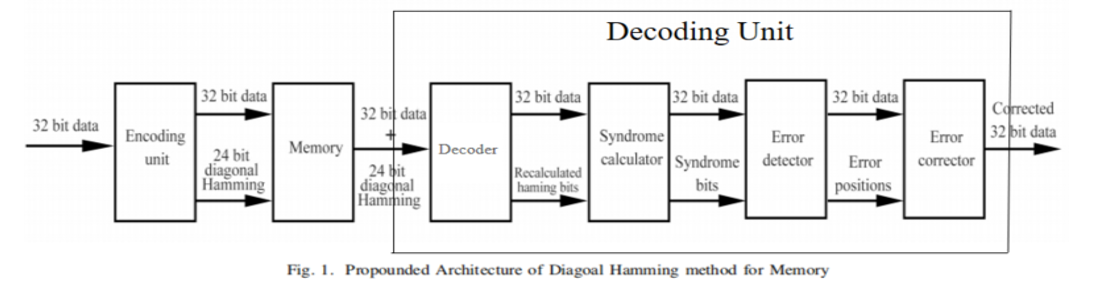 Decoding Unit
32 bit data
Encoding
unit
32 bit data
24 bit
diagonal
Hamming
Memory
32 bit data
+
24 bit
diagonal
Hamming
Decoder
32 bit data
Recalculated
haming bits
Syndrome
calculator
32 bit data
Syndrome
bits
Error
detector
32 bit data
Error
positions
Error
corrector
Corrected
32 bit data
Fig. 1. Propounded Architecture of Diagoal Hamming method for Memory